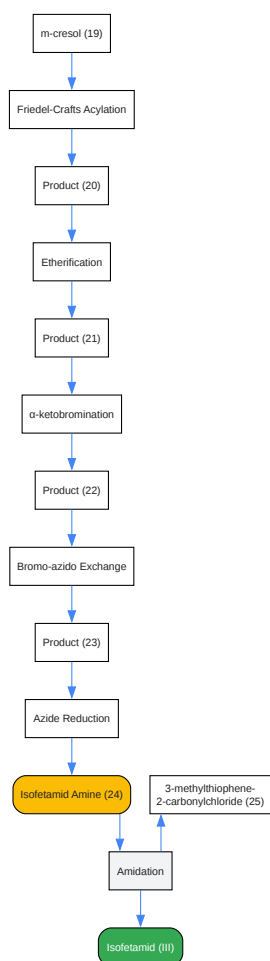 m-cresol (19)
Friedel-Crafts Acylation
Product (20)
Etherification
Product (21)
α-ketobromination
Product (22)
Bromo-azido Exchange
Product (23)
Azide Reduction
Isofetamid Amine (24)
3-methylthiophene-
2-carbonylchloride (25)
Amidation
Isofetamid (III)